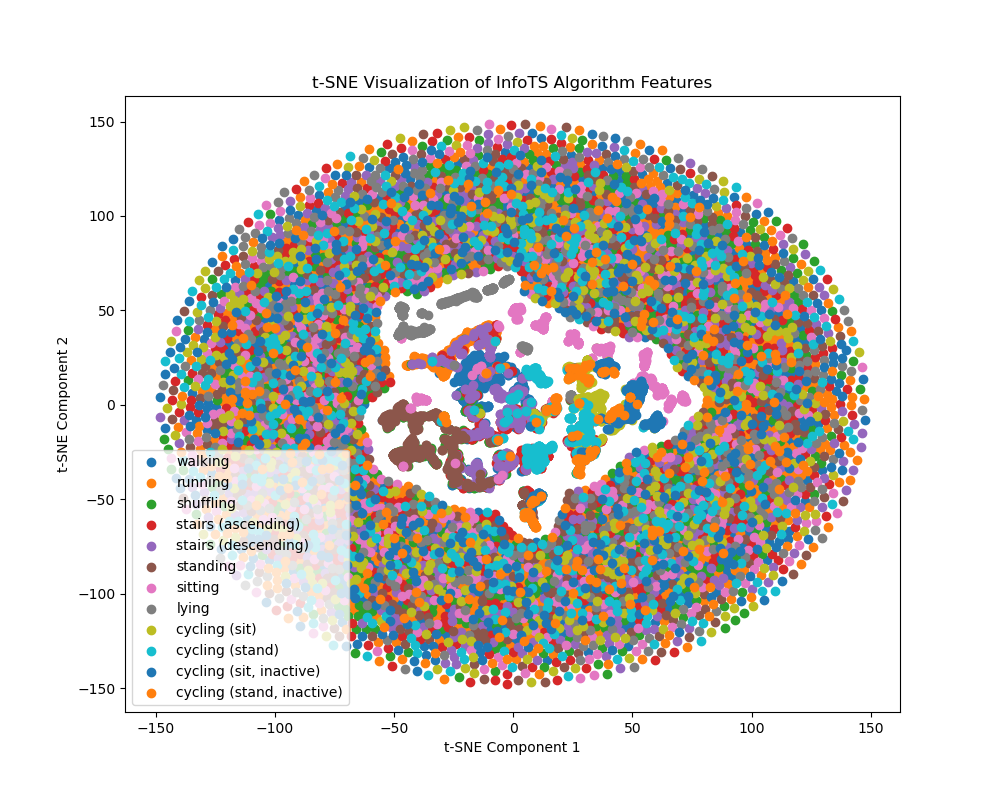 t-SNE Visualization of InfoTS Algorithm Features
150
100
50
0
−50
−100
−150
t-SNE Component 2
walking
running
shuffling
stairs (ascending)
stairs (descending)
standing
sitting
lying
cycling (sit)
cycling (stand)
cycling (sit, inactive)
cycling (stand, inactive)
−150 −100 −50 0 50 100 150
t-SNE Component 1